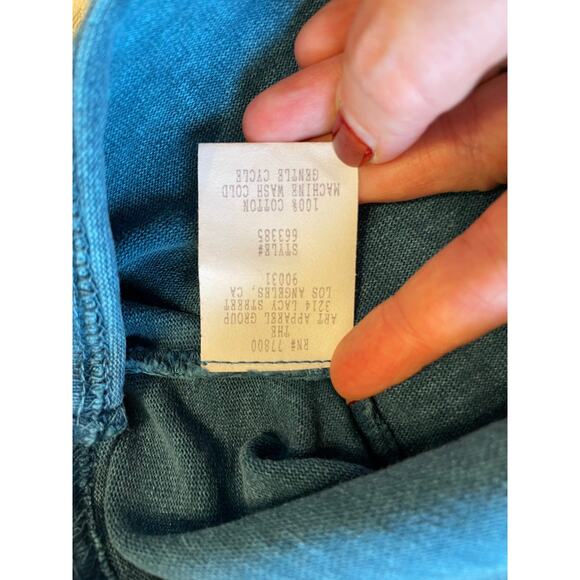 RN# 77800
THE
ART APPAREL GROUP
3214 LACY STREET
LOS ANGELES, CA
90031
STYLE#
663385
100% COTTON
MACHINE WASH COLD
GENTLE CYCLE